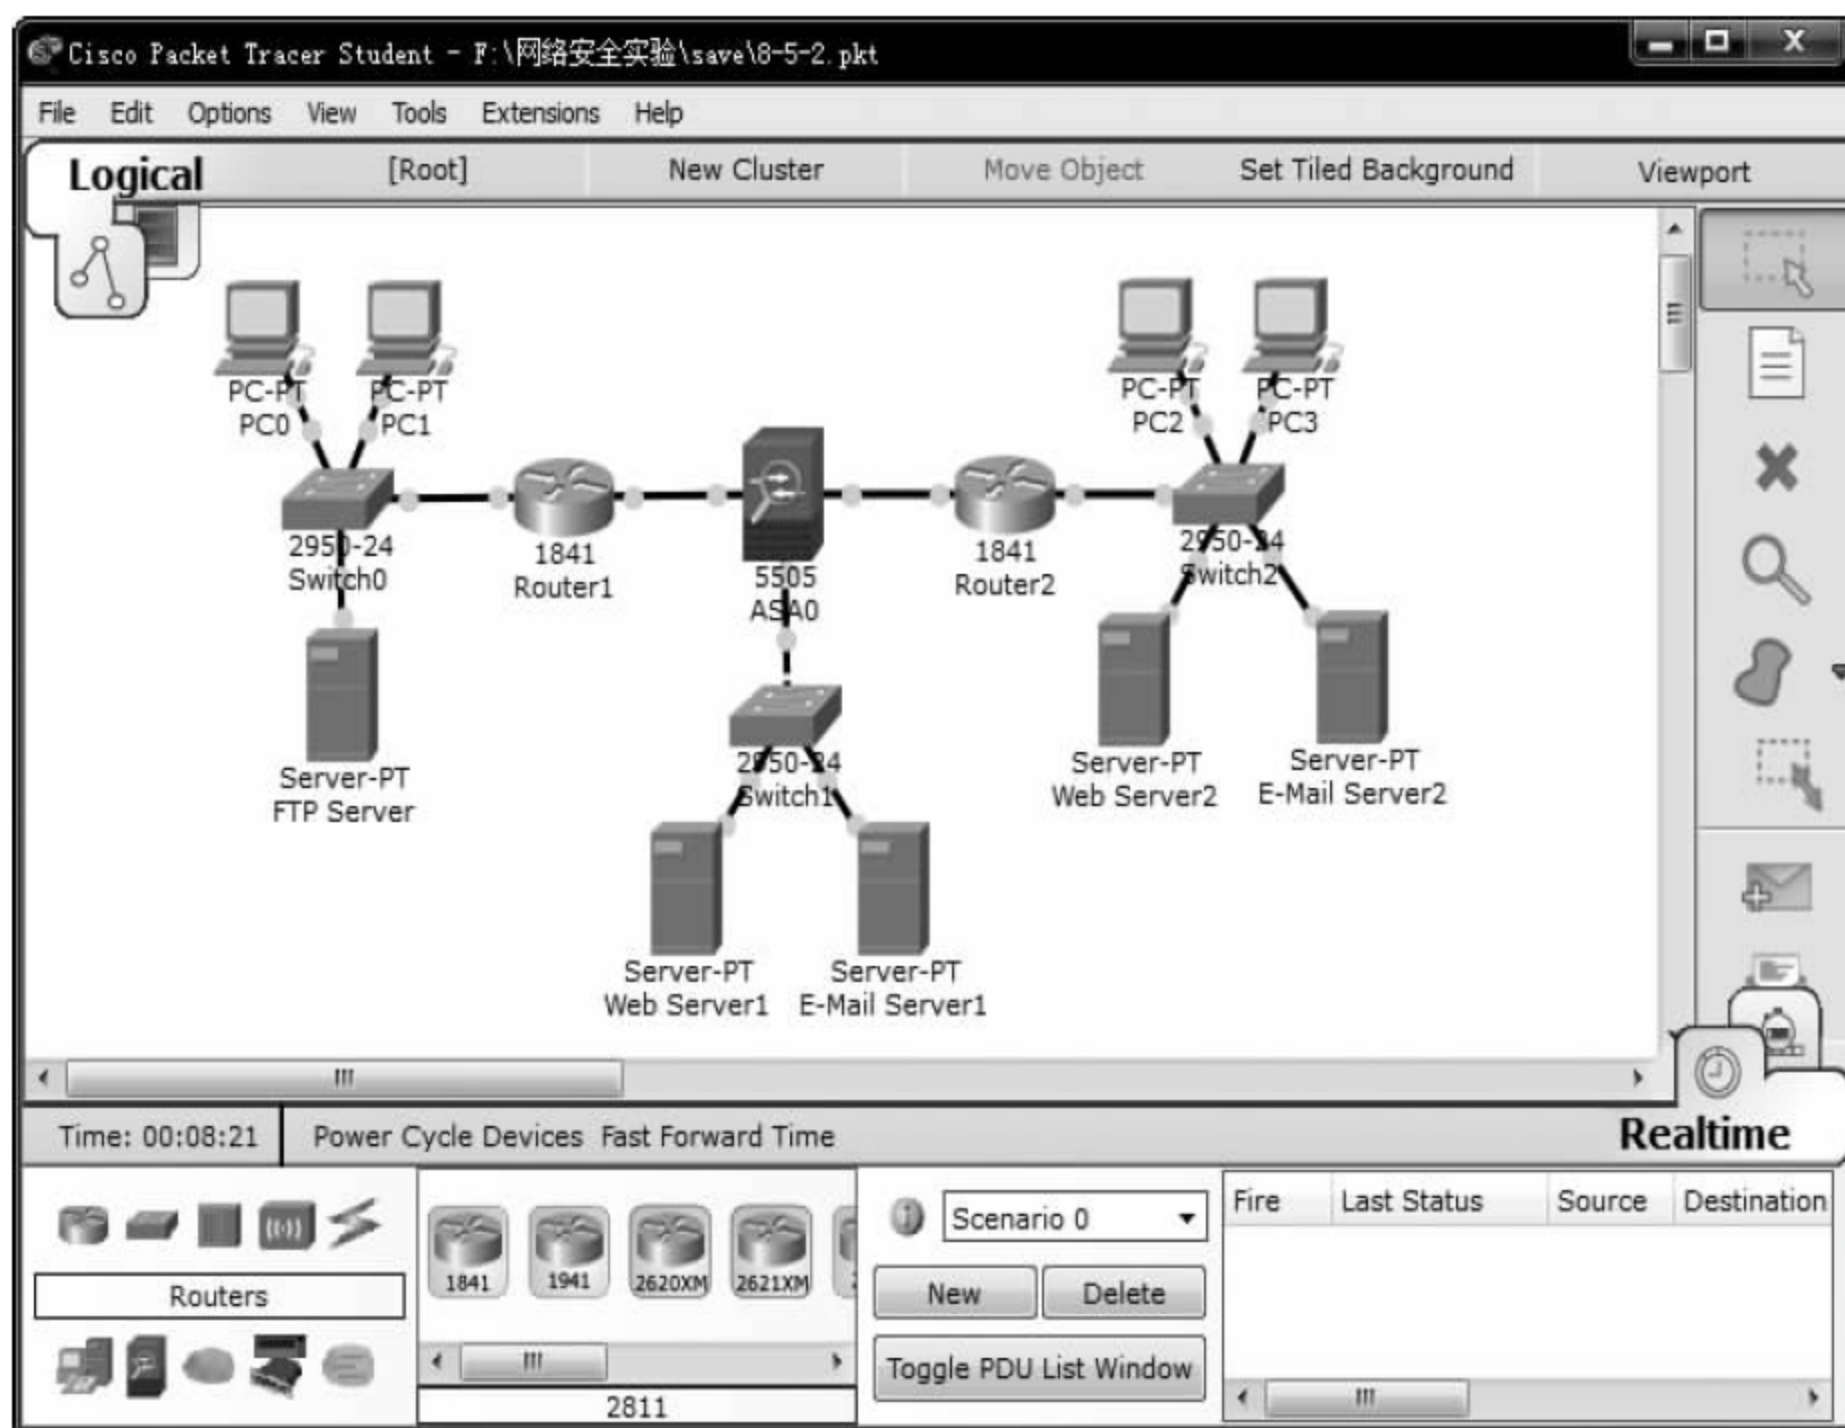 Cisco Packet Tracer Student - F:\网络安全实验\save\8-5-2.pkt
File Edit Options View Tools Extensions Help
Logical [Root] New Cluster Move Object Set Tiled Background Viewport
PC-PT
PC0
PC-PT
PC1
PC-PT
PC2
PC-PT
PC3
2950-24
Switch0
1841
Router1
5505
ASA0
1841
Router2
2950-24
Switch2
Server-PT
FTP Server
2950-24
Switch1
Server-PT
Web Server2
Server-PT
E-Mail Server2
Server-PT
Web Server1
Server-PT
E-Mail Server1
Time: 00:08:21 Power Cycle Devices Fast Forward Time Realtime
Routers
1841 1941 2620XM 2621XM
2811
Scenario 0
New Delete
Toggle PDU List Window
Fire Last Status Source Destination